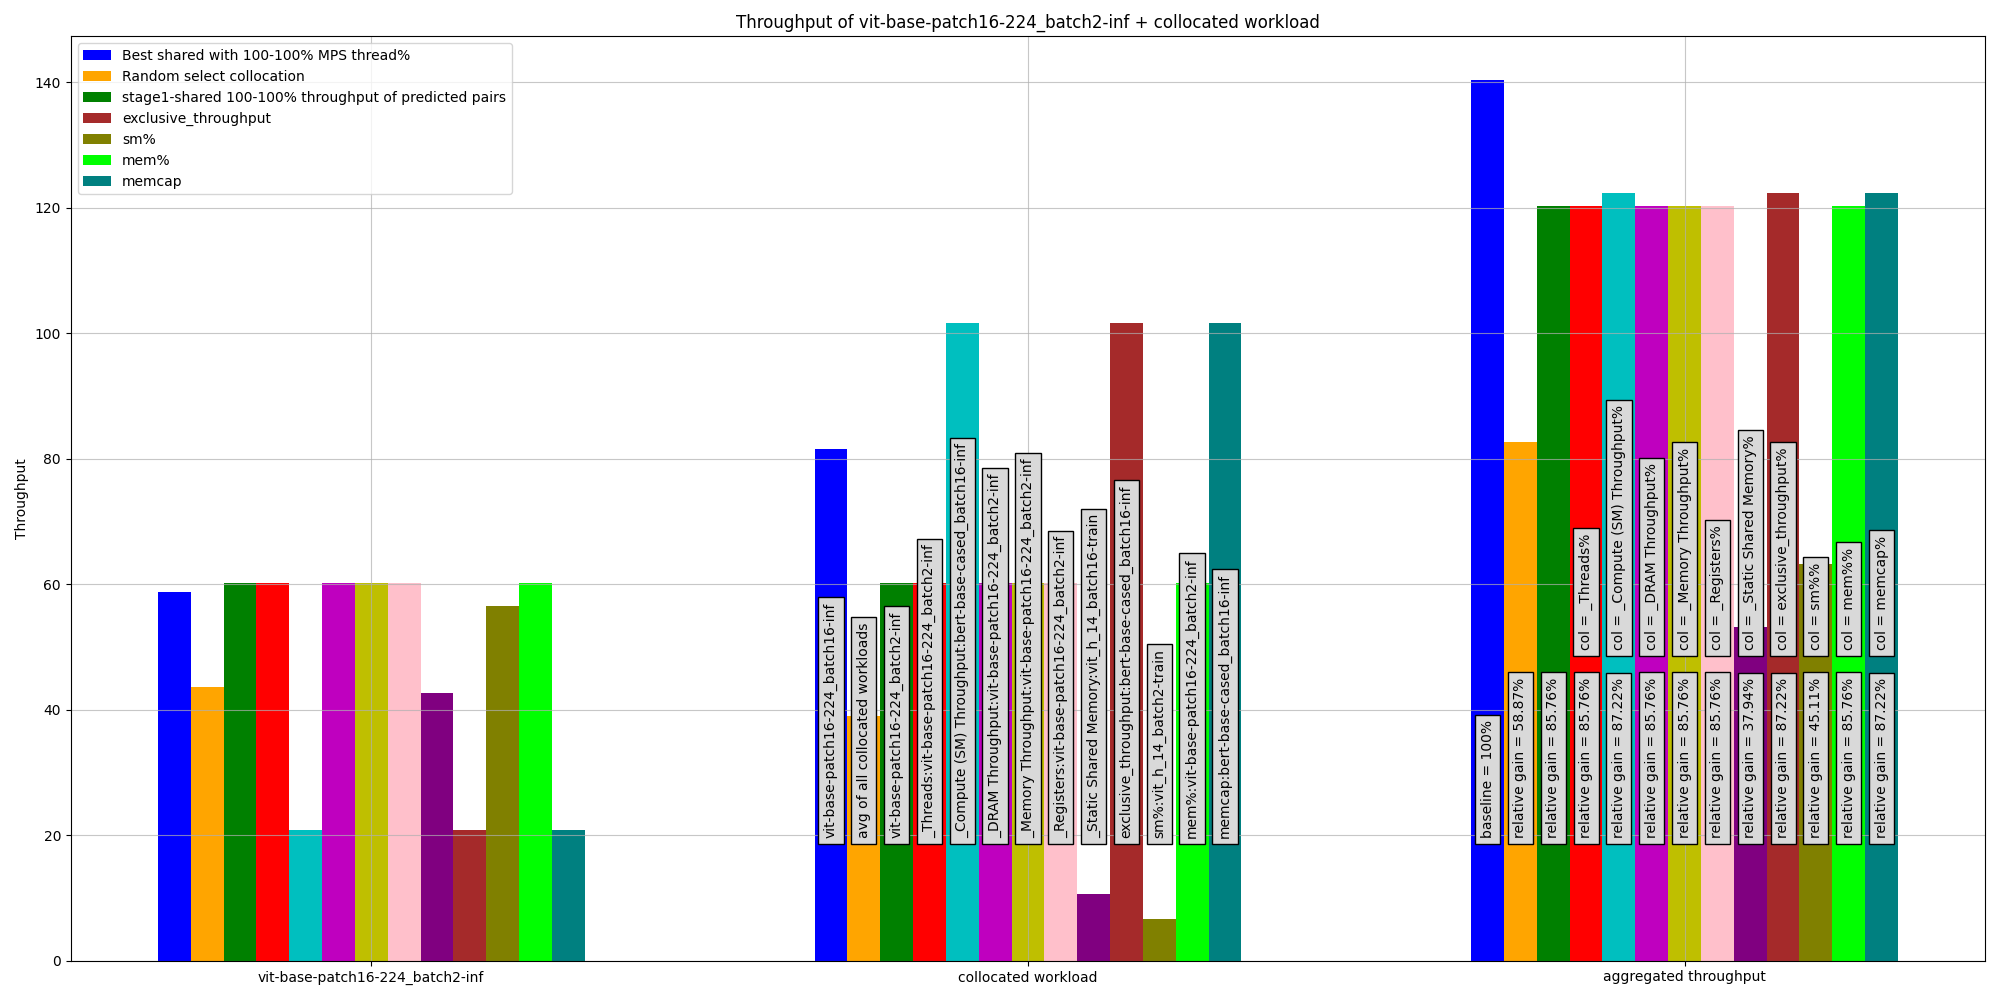 Throughput of vit-base-patch16-224_batch2-inf + collocated workload
Best shared with 100-100% MPS thread%
Random select collocation
stage1-shared 100-100% throughput of predicted pairs
exclusive_throughput
sm%
mem%
memcap
Throughput
140
120
100
80
60
40
20
0
vit-base-patch16-224_batch16-inf
avg of all collocated workloads
vit-base-patch16-224_batch2-inf
_Threads:vit-base-patch16-224_batch2-inf
_Compute (SM) Throughput:bert-base-cased_batch16-inf
_DRAM Throughput:vit-base-patch16-224_batch2-inf
_Memory Throughput:vit-base-patch16-224_batch2-inf
_Registers:vit-base-patch16-224_batch2-inf
_Static Shared Memory:vit_h_14_batch16-train
exclusive_throughput:bert-base-cased_batch16-inf
sm%:vit_h_14_batch2-train
mem%:vit-base-patch16-224_batch2-inf
memcap:bert-base-cased_batch16-inf
col = _Threads%
col = _Compute (SM) Throughput%
col = _DRAM Throughput%
col = _Memory Throughput%
col = _Registers%
col = _Static Shared Memory%
col = exclusive_throughput%
col = sm%%
col = mem%%
col = memcap%
baseline = 100%
relative gain = 58.87%
relative gain = 85.76%
relative gain = 85.76%
relative gain = 87.22%
relative gain = 85.76%
relative gain = 85.76%
relative gain = 85.76%
relative gain = 37.94%
relative gain = 87.22%
relative gain = 45.11%
relative gain = 85.76%
relative gain = 87.22%
vit-base-patch16-224_batch2-inf
collocated workload
aggregated throughput